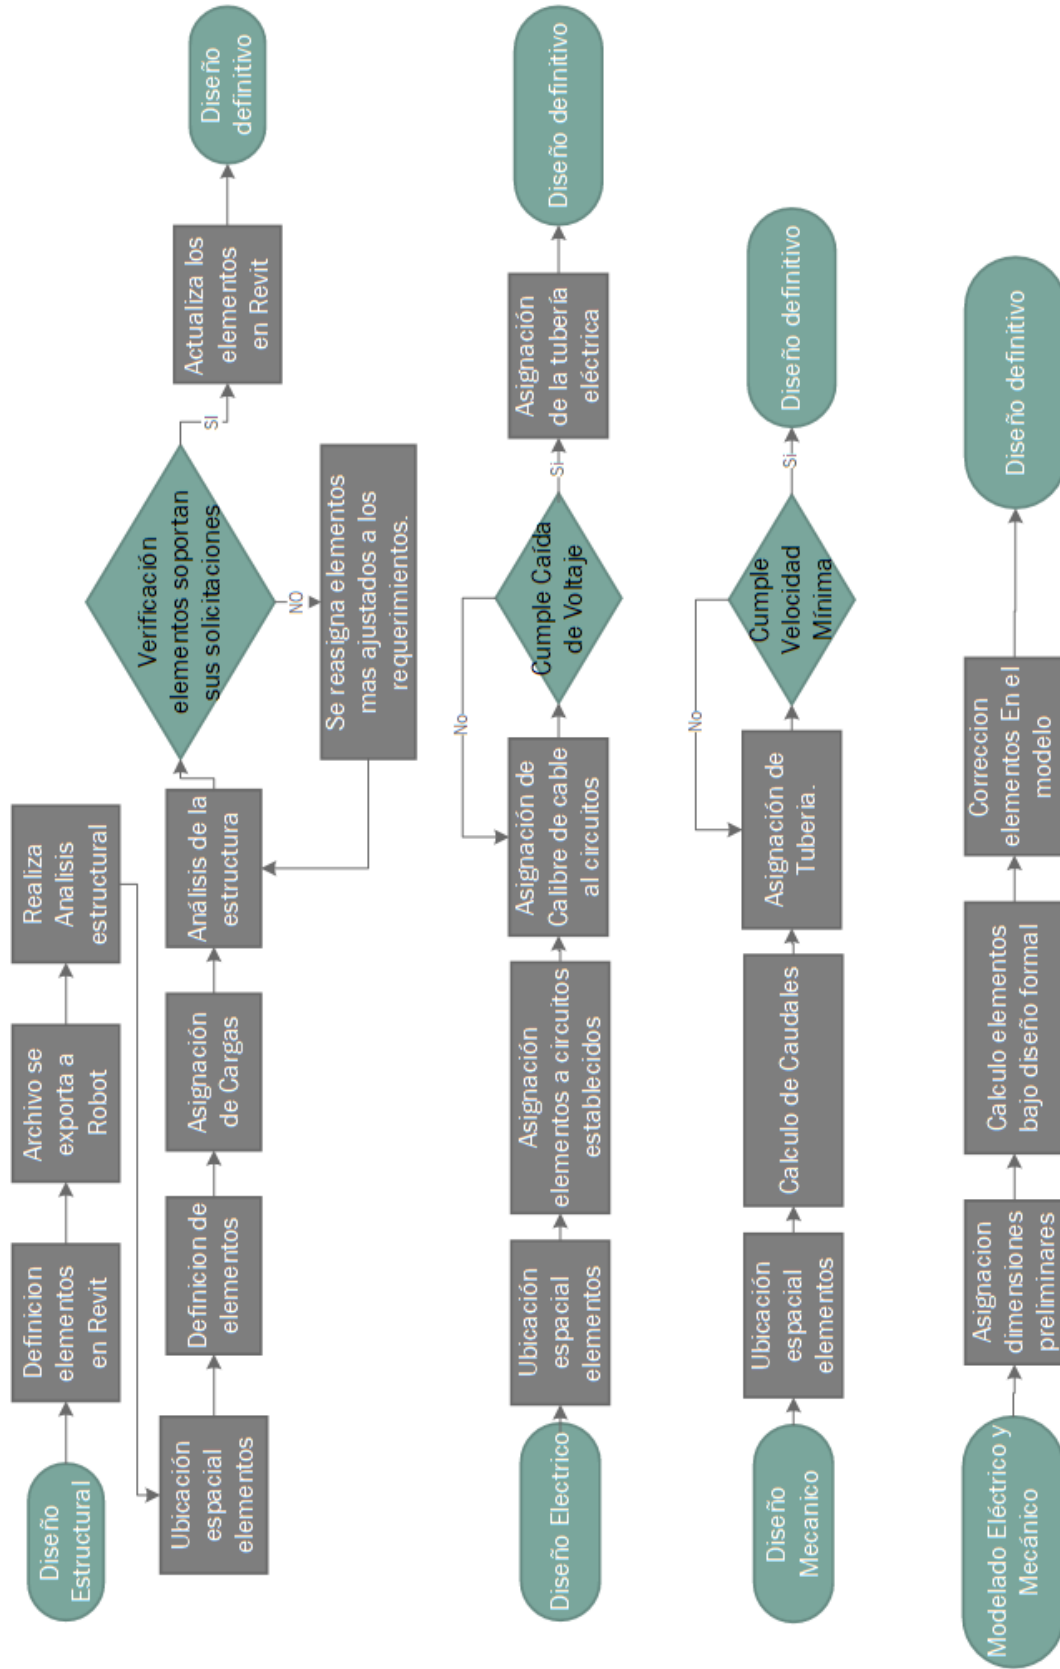 Diseño
Estructural
Definicion
elementos
en Revit
Archivo se
exporta a
Robot
Realiza
Analisis
estructural
Ubicación
espacial
elementos
Definicion de
elementos
Asignación
de Cargas
Análisis de la
estructura
Verificación
elementos soportan
sus solicitaciones
SI
NO
Actualiza los
elementos
en Revit
Diseño
definitivo
Se reasigna elementos
mas ajustados a los
requerimientos.
Diseño Electrico
Ubicación
espacial
elementos
Asignación
elementos a circuitos
establecidos
Asignación de
Calibre de cable
al circuitos
Cumple Caída
de Voltaje
No
Si
Asignación
de la tubería
eléctrica
Diseño definitivo
Diseño
Mecanico
Ubicación
espacial
elementos
Calculo de Caudales
Asignación de
Tuberia.
Cumple
Velocidad
Mínima
No
Si
Diseño definitivo
Modelado Eléctrico y
Mecánico
Asignacion
dimensiones
preliminares
Calculo elementos
bajo diseño formal
Correccion
elementos En el
modelo
Diseño definitivo